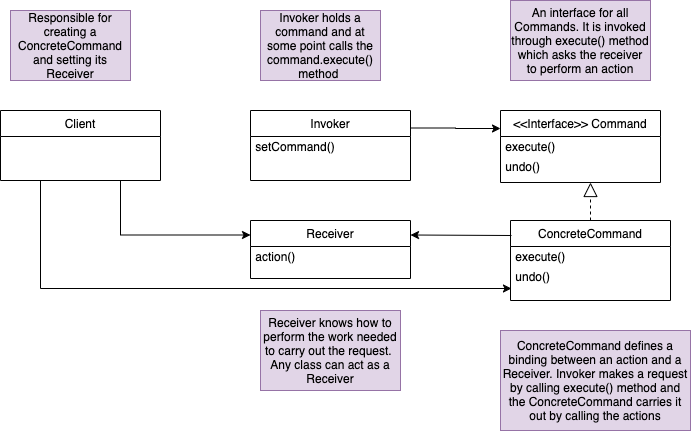 Responsible for
creating a
ConcreteCommand
and setting its
Receiver
Invoker holds a
command and at
some point calls the
command.execute()
method
An interface for all
Commands. It is invoked
through execute() method
which asks the receiver
to perform an action
Client
Invoker
setCommand()
<<Interface>> Command
execute()
undo()
Receiver
action()
ConcreteCommand
execute()
undo()
Receiver knows how to
perform the work needed
to carry out the request.
Any class can act as a
Receiver
ConcreteCommand defines a
binding between an action and a
Receiver. Invoker makes a request
by calling execute() method and
the ConcreteCommand carries it
out by calling the actions